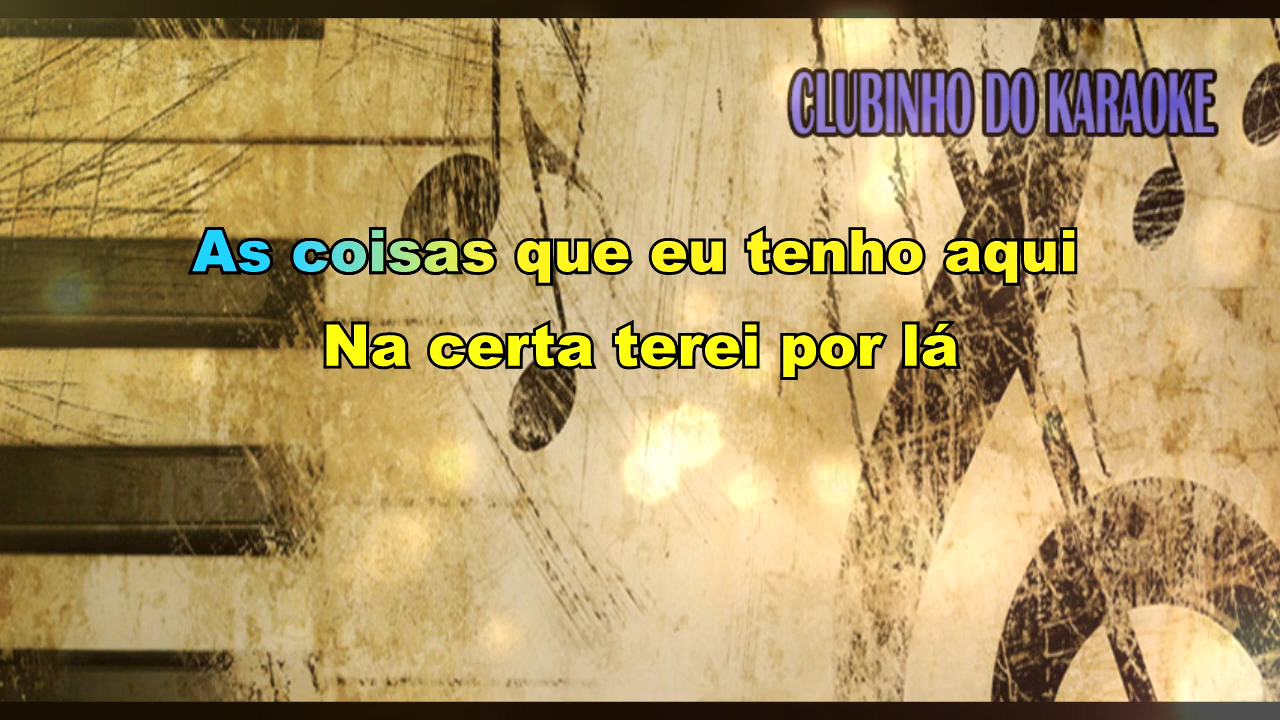 CLUBINHO DO KARAOKE
As coisas que eu tenho aqui
Na certa terei por lá